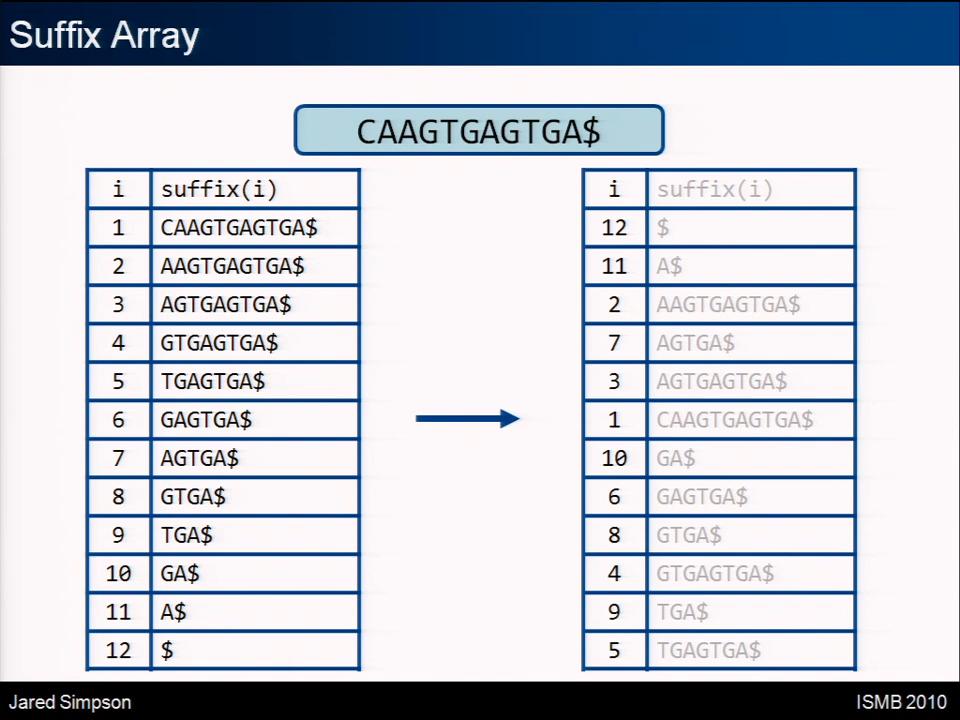 Suffix Array
CAAGTGAGTGA$
i suffix(i)
1 CAAGTGAGTGA$
2 AAGTGAGTGA$
3 AGTGAGTGA$
4 GTGAGTGA$
5 TGAGTGA$
6 GAGTGA$
7 AGTGA$
8 GTGA$
9 TGA$
10 GA$
11 A$
12 $
i suffix(i)
12 $
11 A$
2 AAGTGAGTGA$
7 AGTGA$
3 AGTGAGTGA$
1 CAAGTGAGTGA$
10 GA$
6 GAGTGA$
8 GTGA$
4 GTGAGTGA$
9 TGA$
5 TGAGTGA$
Jared Simpson
ISMB 2010